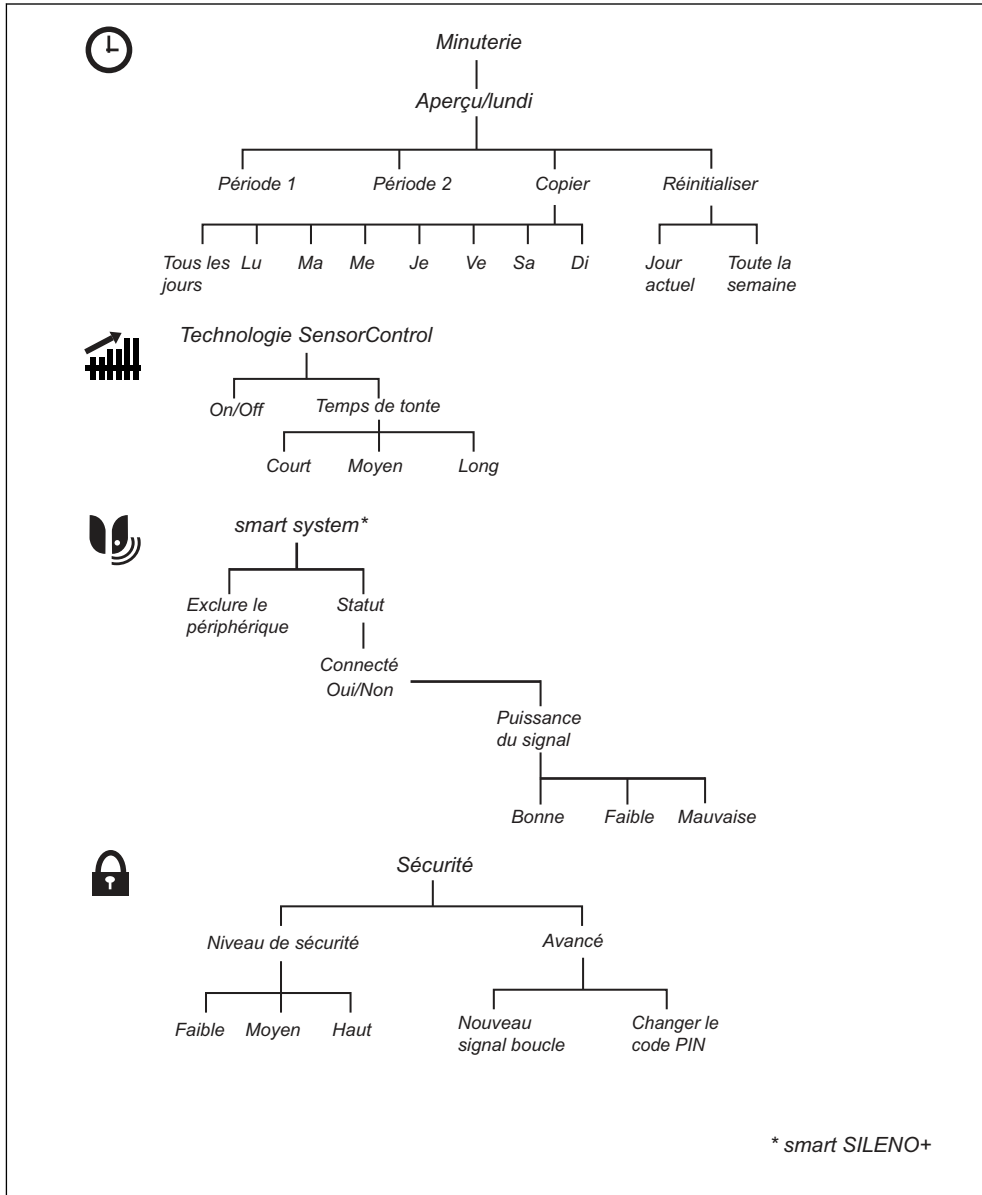 Minuterie
Aperçu/lundi
Période 1 Période 2 Copier Réinitialiser
Tous les jours Lu Ma Me Je Ve Sa Di Jour actuel Toute la semaine
Technologie SensorControl
On/Off Temps de tonte
Court Moyen Long
smart system*
Exclure le périphérique Statut
Connecté
Oui/Non
Puissance
du signal
Bonne Faible Mauvaise
Sécurité
Niveau de sécurité Avancé
Faible Moyen Haut Nouveau signal boucle Changer le code PIN
* smart SILENO+